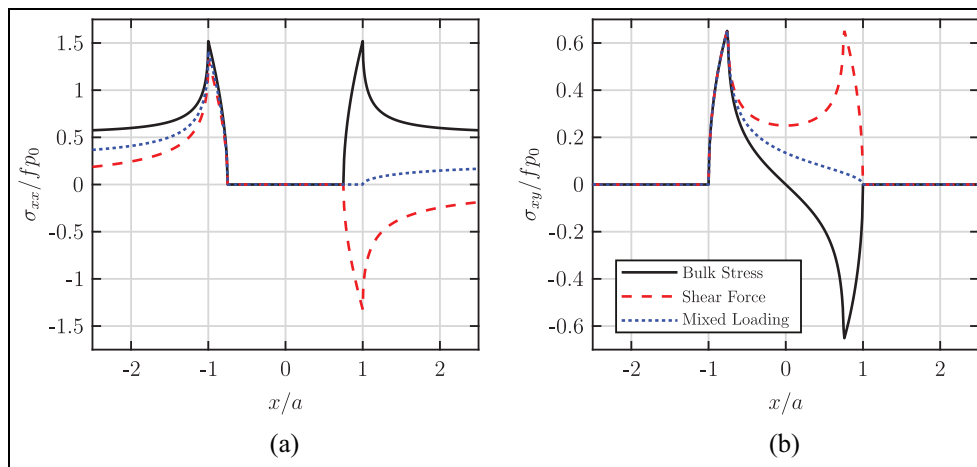 1.5
1
0.5
0
-0.5
-1
-1.5
σxx/fp0
-2
-1
0
1
2
x/a
(a)
0.6
0.4
0.2
0
-0.2
-0.4
-0.6
σxy/fp0
Bulk Stress
Shear Force
Mixed Loading
-2
-1
0
1
2
x/a
(b)